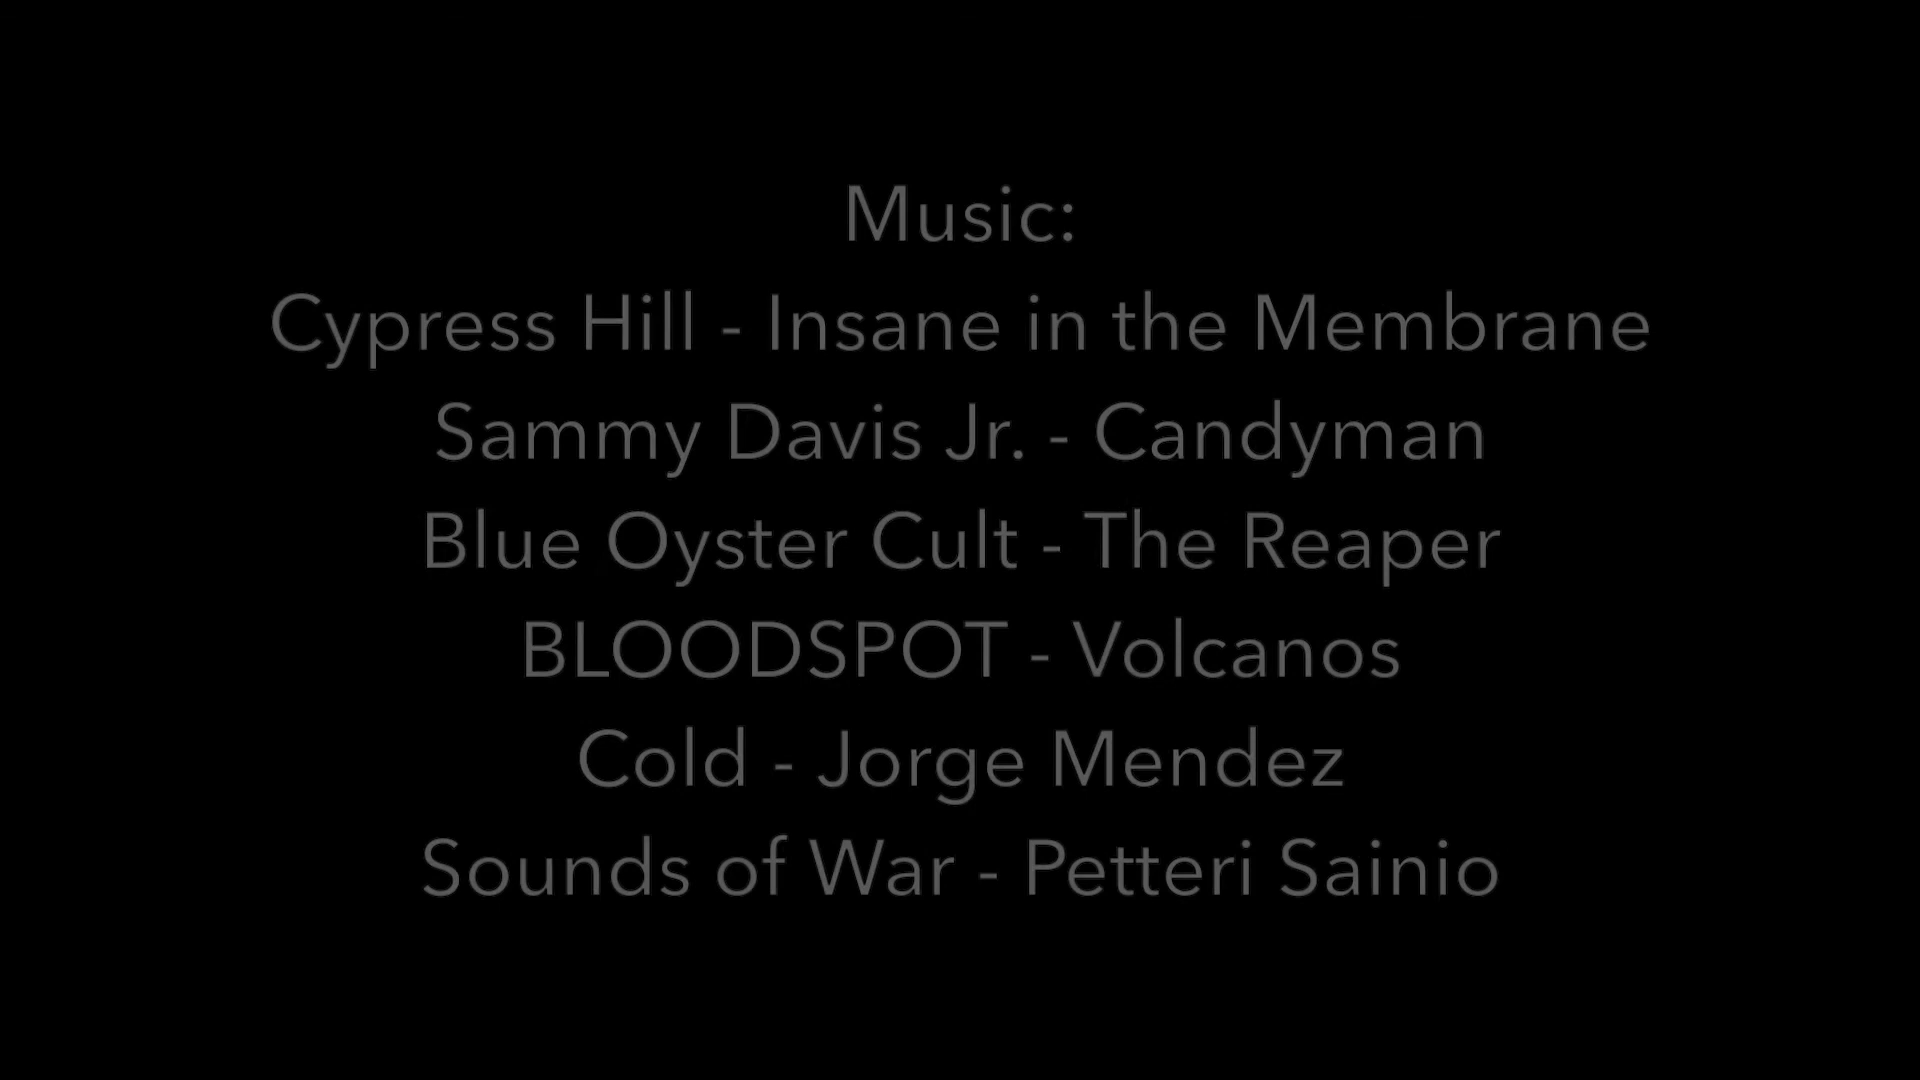 Music:
Cypress Hill - Insane in the Membrane
Sammy Davis Jr. - Candyman
Blue Oyster Cult - The Reaper
BLOODSPOT - Volcanos
Cold - Jorge Mendez
Sounds of War - Petteri Sainio